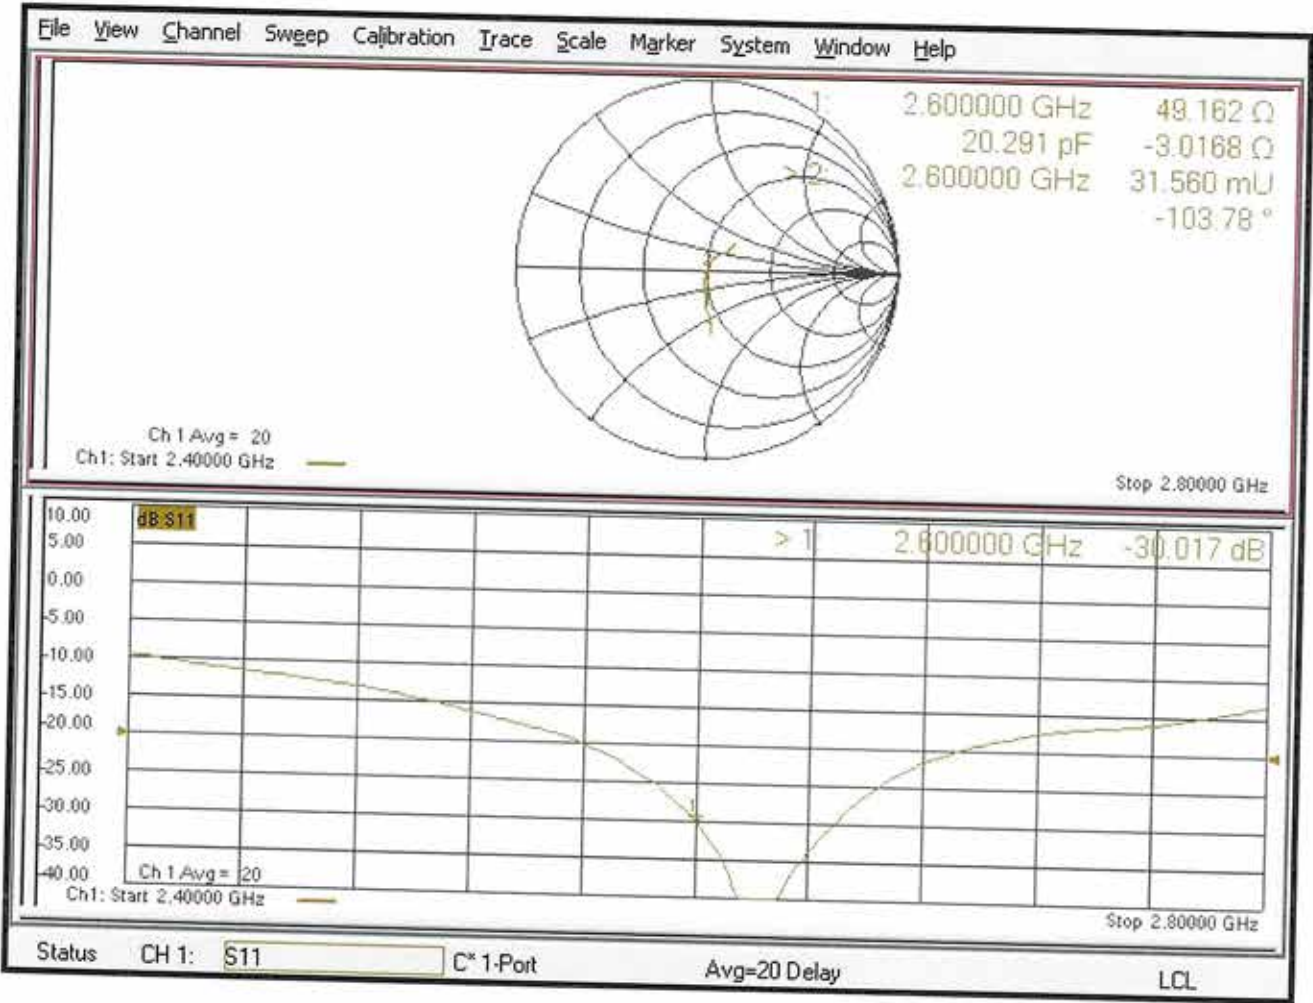 File View Channel Sweep Calibration Trace Scale Marker System Window Help
1: 2.600000 GHz 49.162 Ω
20.291 pF -3.0168 Ω
> 2: 2.600000 GHz 31.560 mU
-103.78 °
Ch 1 Avg = 20
Ch1: Start 2.40000 GHz
Stop 2.80000 GHz
10.00
dB S11
> 1: 2.600000 GHz -30.017 dB
5.00
0.00
-5.00
-10.00
-15.00
-20.00
-25.00
-30.00
1
-35.00
-40.00
Ch 1 Avg = 20
Ch1: Start 2.40000 GHz
Stop 2.80000 GHz
Status CH 1: S11 C* 1-Port Avg=20 Delay LCL